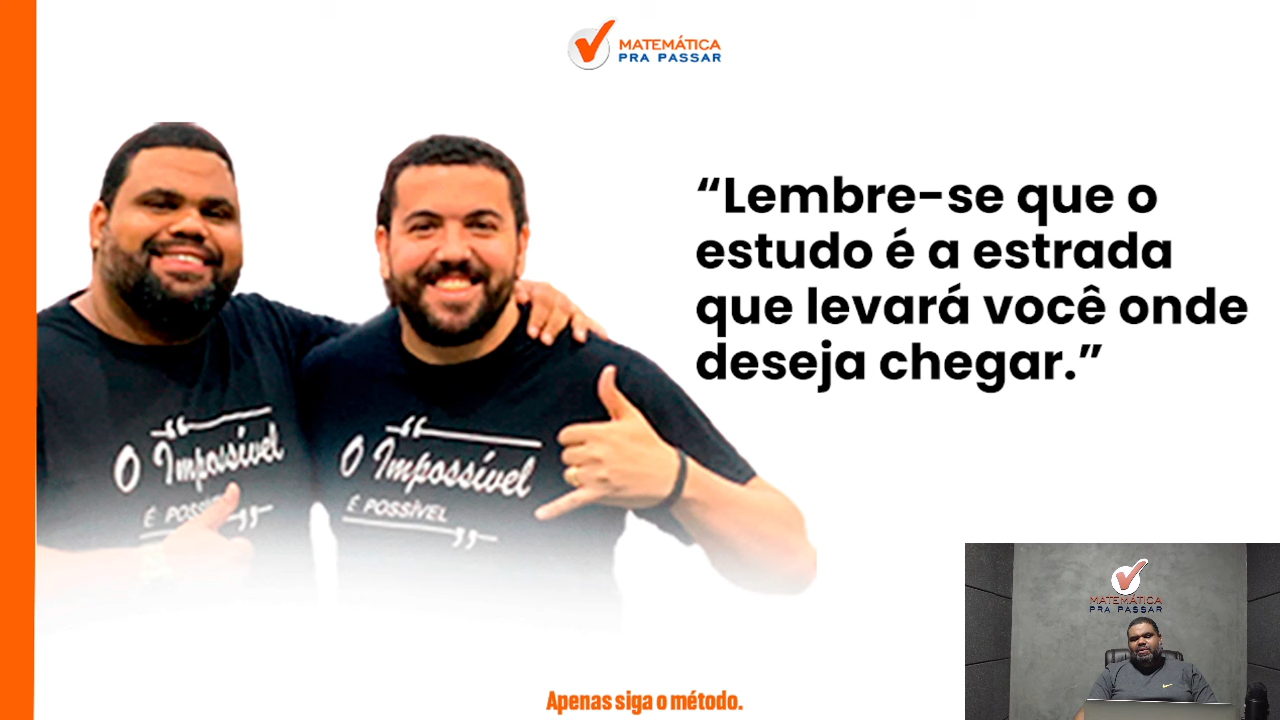 MATEMÁTICA
PRA PASSAR
“Lembre-se que o
estudo é a estrada
que levará você onde
deseja chegar.”
O Impossível
É POSSÍVEL
O Impossível
É POSSÍVEL
MATEMÁTICA
PRA PASSAR
Apenas siga o método.